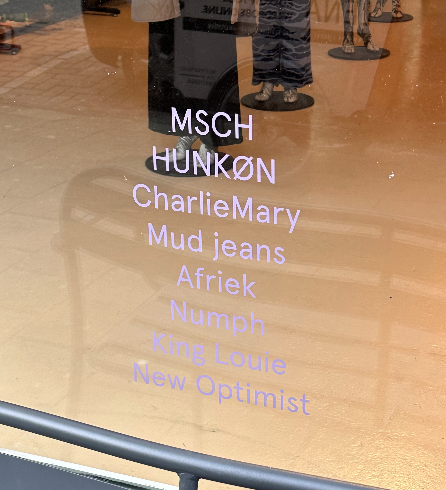 MSCH
HUNKØN
CharlieMary
Mud jeans
Afriek
Numph
King Louie
New Optimist